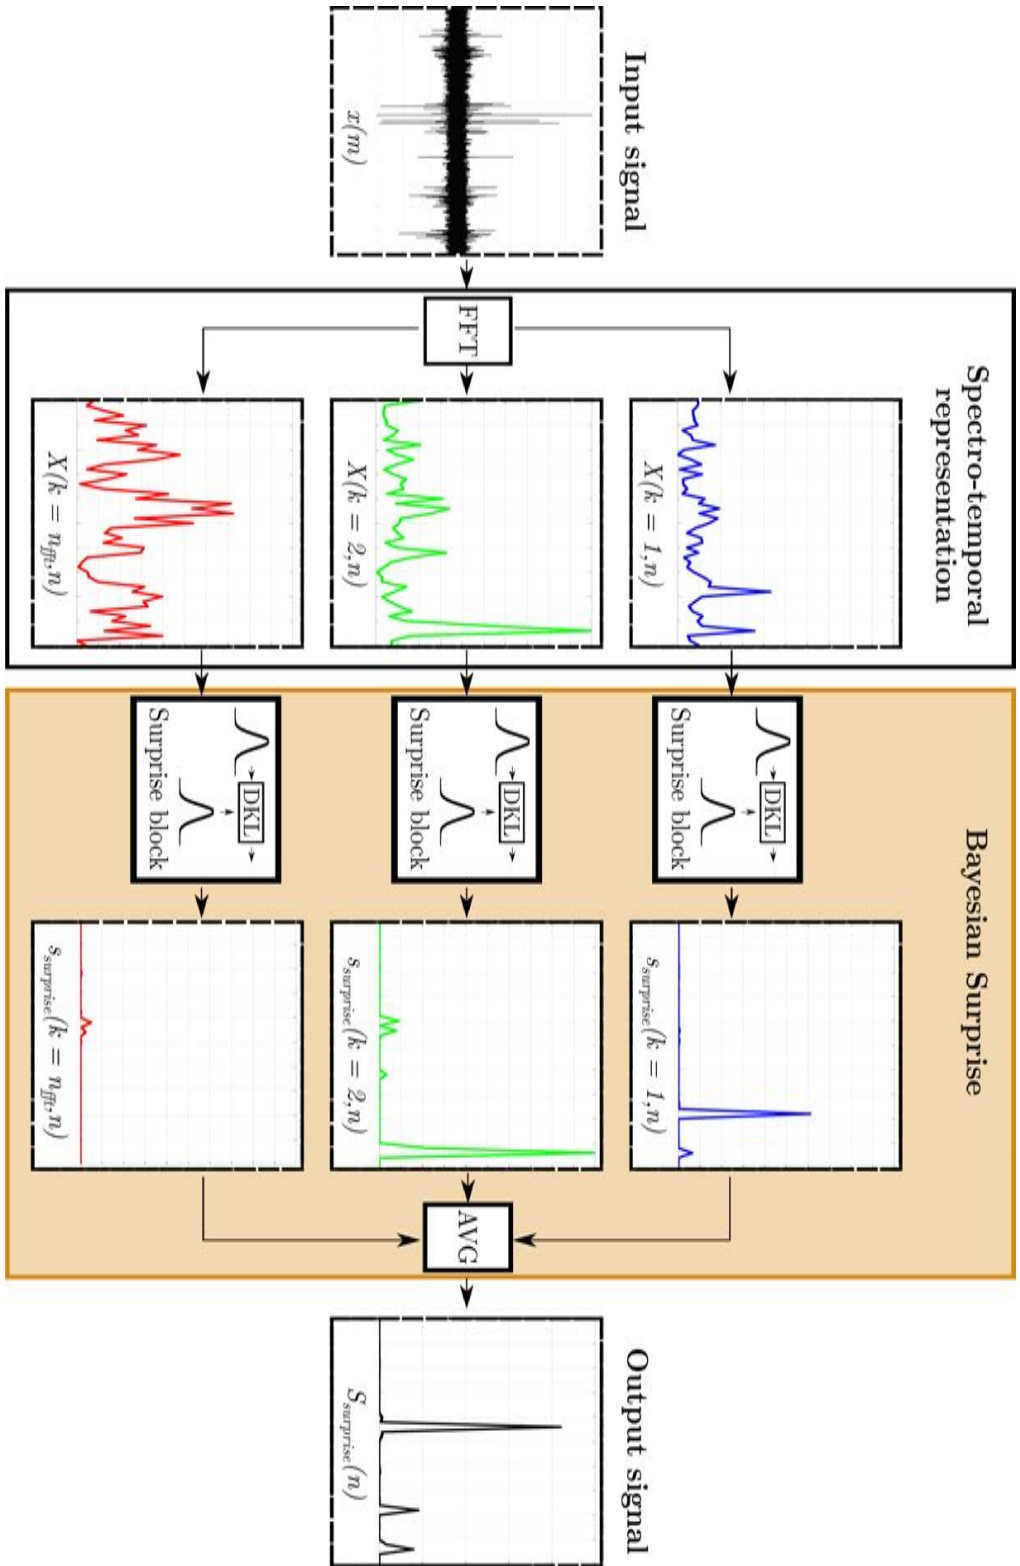 Input signal
x(m)
Spectro-temporal
representation
FFT
X(k = 1,n)
X(k = 2,n)
X(k = n_fft,n)
Bayesian Surprise
DKL
Surprise block
DKL
Surprise block
DKL
Surprise block
s_surprise(k = 1,n)
s_surprise(k = 2,n)
s_surprise(k = n_fft,n)
AVG
Output signal
S_surprise(n)